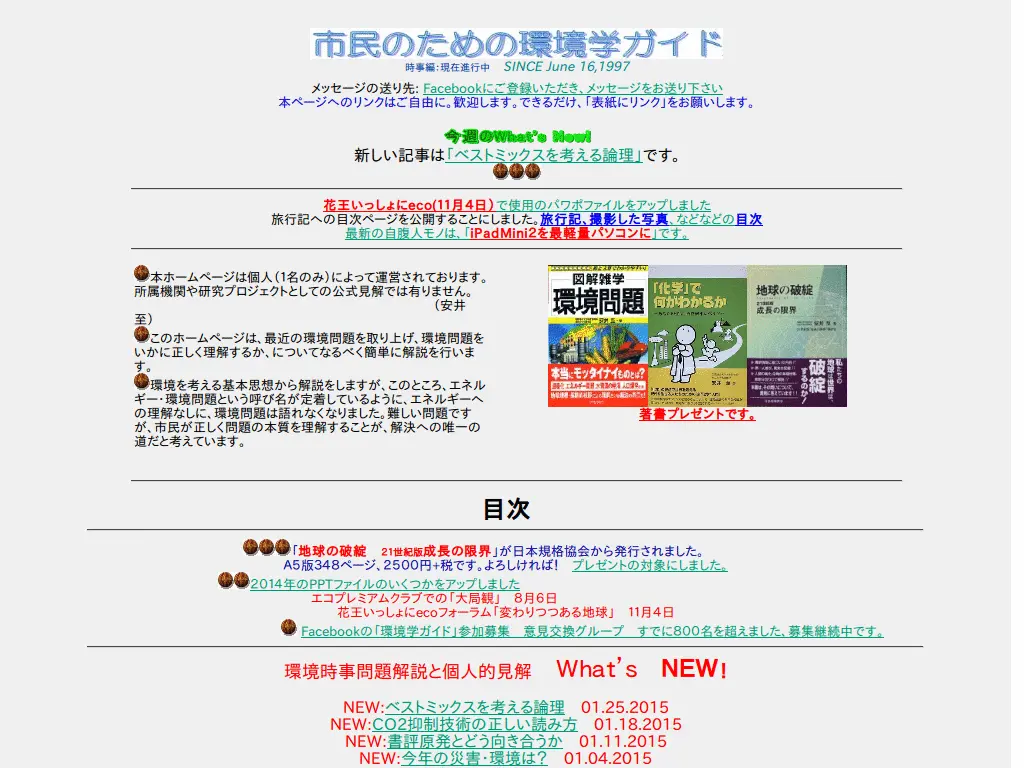 市民のための環境学ガイド
時事編：現在進行中　SINCE June 16,1997
メッセージの送り先: Facebookにご登録いただき、メッセージをお送り下さい
本ページへのリンクはご自由に。歓迎します。できるだけ、「表紙にリンク」をお願いします。
今週のWhat's New!
新しい記事は「ベストミックスを考える論理」です。
花王いっしょにeco(11月4日）で使用のパワポファイルをアップしました
旅行記への目次ページを公開することにしました。旅行記、撮影した写真、などなどの目次
最新の自腹人モノは、「iPadMini2を最軽量パソコンに」です。
本ホームページは個人（1名のみ）によって運営されております。
所属機関や研究プロジェクトとしての公式見解では有りません。
（安井
至）
このホームページは、最近の環境問題を取り上げ、環境問題を
いかに正しく理解するか、についてなるべく簡単に解説を行いま
す。
環境を考える基本思想から解説をしますが、このところ、エネル
ギー・環境問題という呼び名が定着しているように、エネルギーへ
の理解なしに、環境問題は語れなくなりました。難しい問題です
が、市民が正しく問題の本質を理解することが、解決への唯一の
道だと考えています。
図解雑学
環境問題
本当にモッタイナイものとは？
「化学」で
何がわかるか
地球の破綻
21世紀版
成長の限界
私たちの
地球は世界は、
破綻
するのか！
著書プレゼントです。
目次
「地球の破綻　21世紀版成長の限界」が日本規格協会から発行されました。
A5版348ページ、2500円+税です。よろしければ！　プレゼントの対象にしました。
2014年のPPTファイルのいくつかをアップしました
エコプレミアムクラブでの「大局観」　8月6日
花王いっしょにecoフォーラム「変わりつつある地球」　11月4日
Facebookの「環境学ガイド」参加募集　意見交換グループ　すでに800名を超えました、募集継続中です。
環境時事問題解説と個人的見解　What's　NEW！
NEW:ベストミックスを考える論理　01.25.2015
NEW:CO2抑制技術の正しい読み方　01.18.2015
NEW:書評原発とどう向き合うか　01.11.2015
NEW:今年の災害・環境は？　01.04.2015